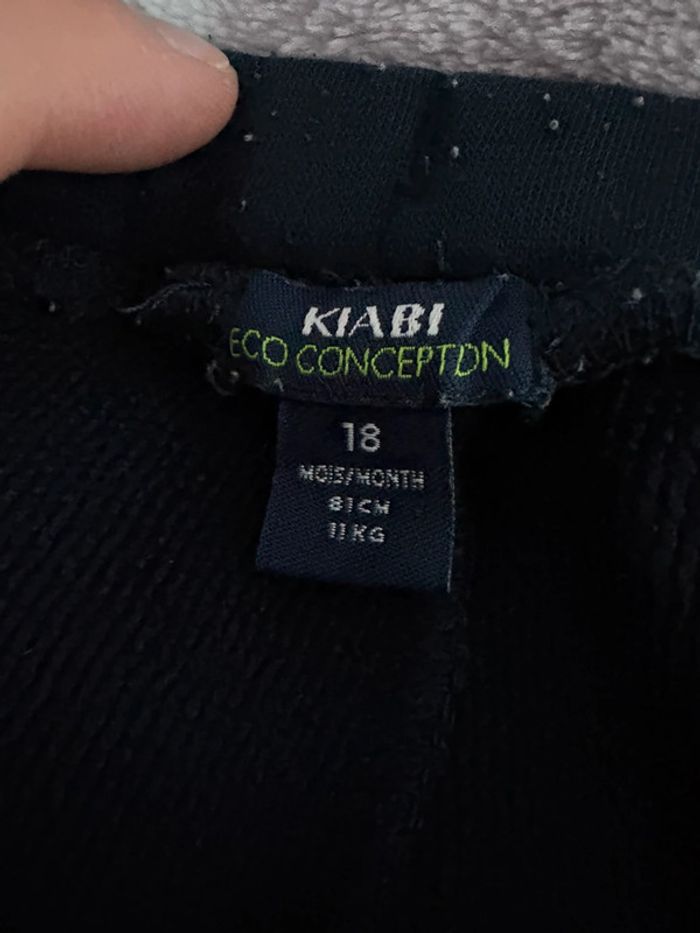 KIABI
ECO CONCEPTION
18
MOIS/MONTH
81CM
11KG